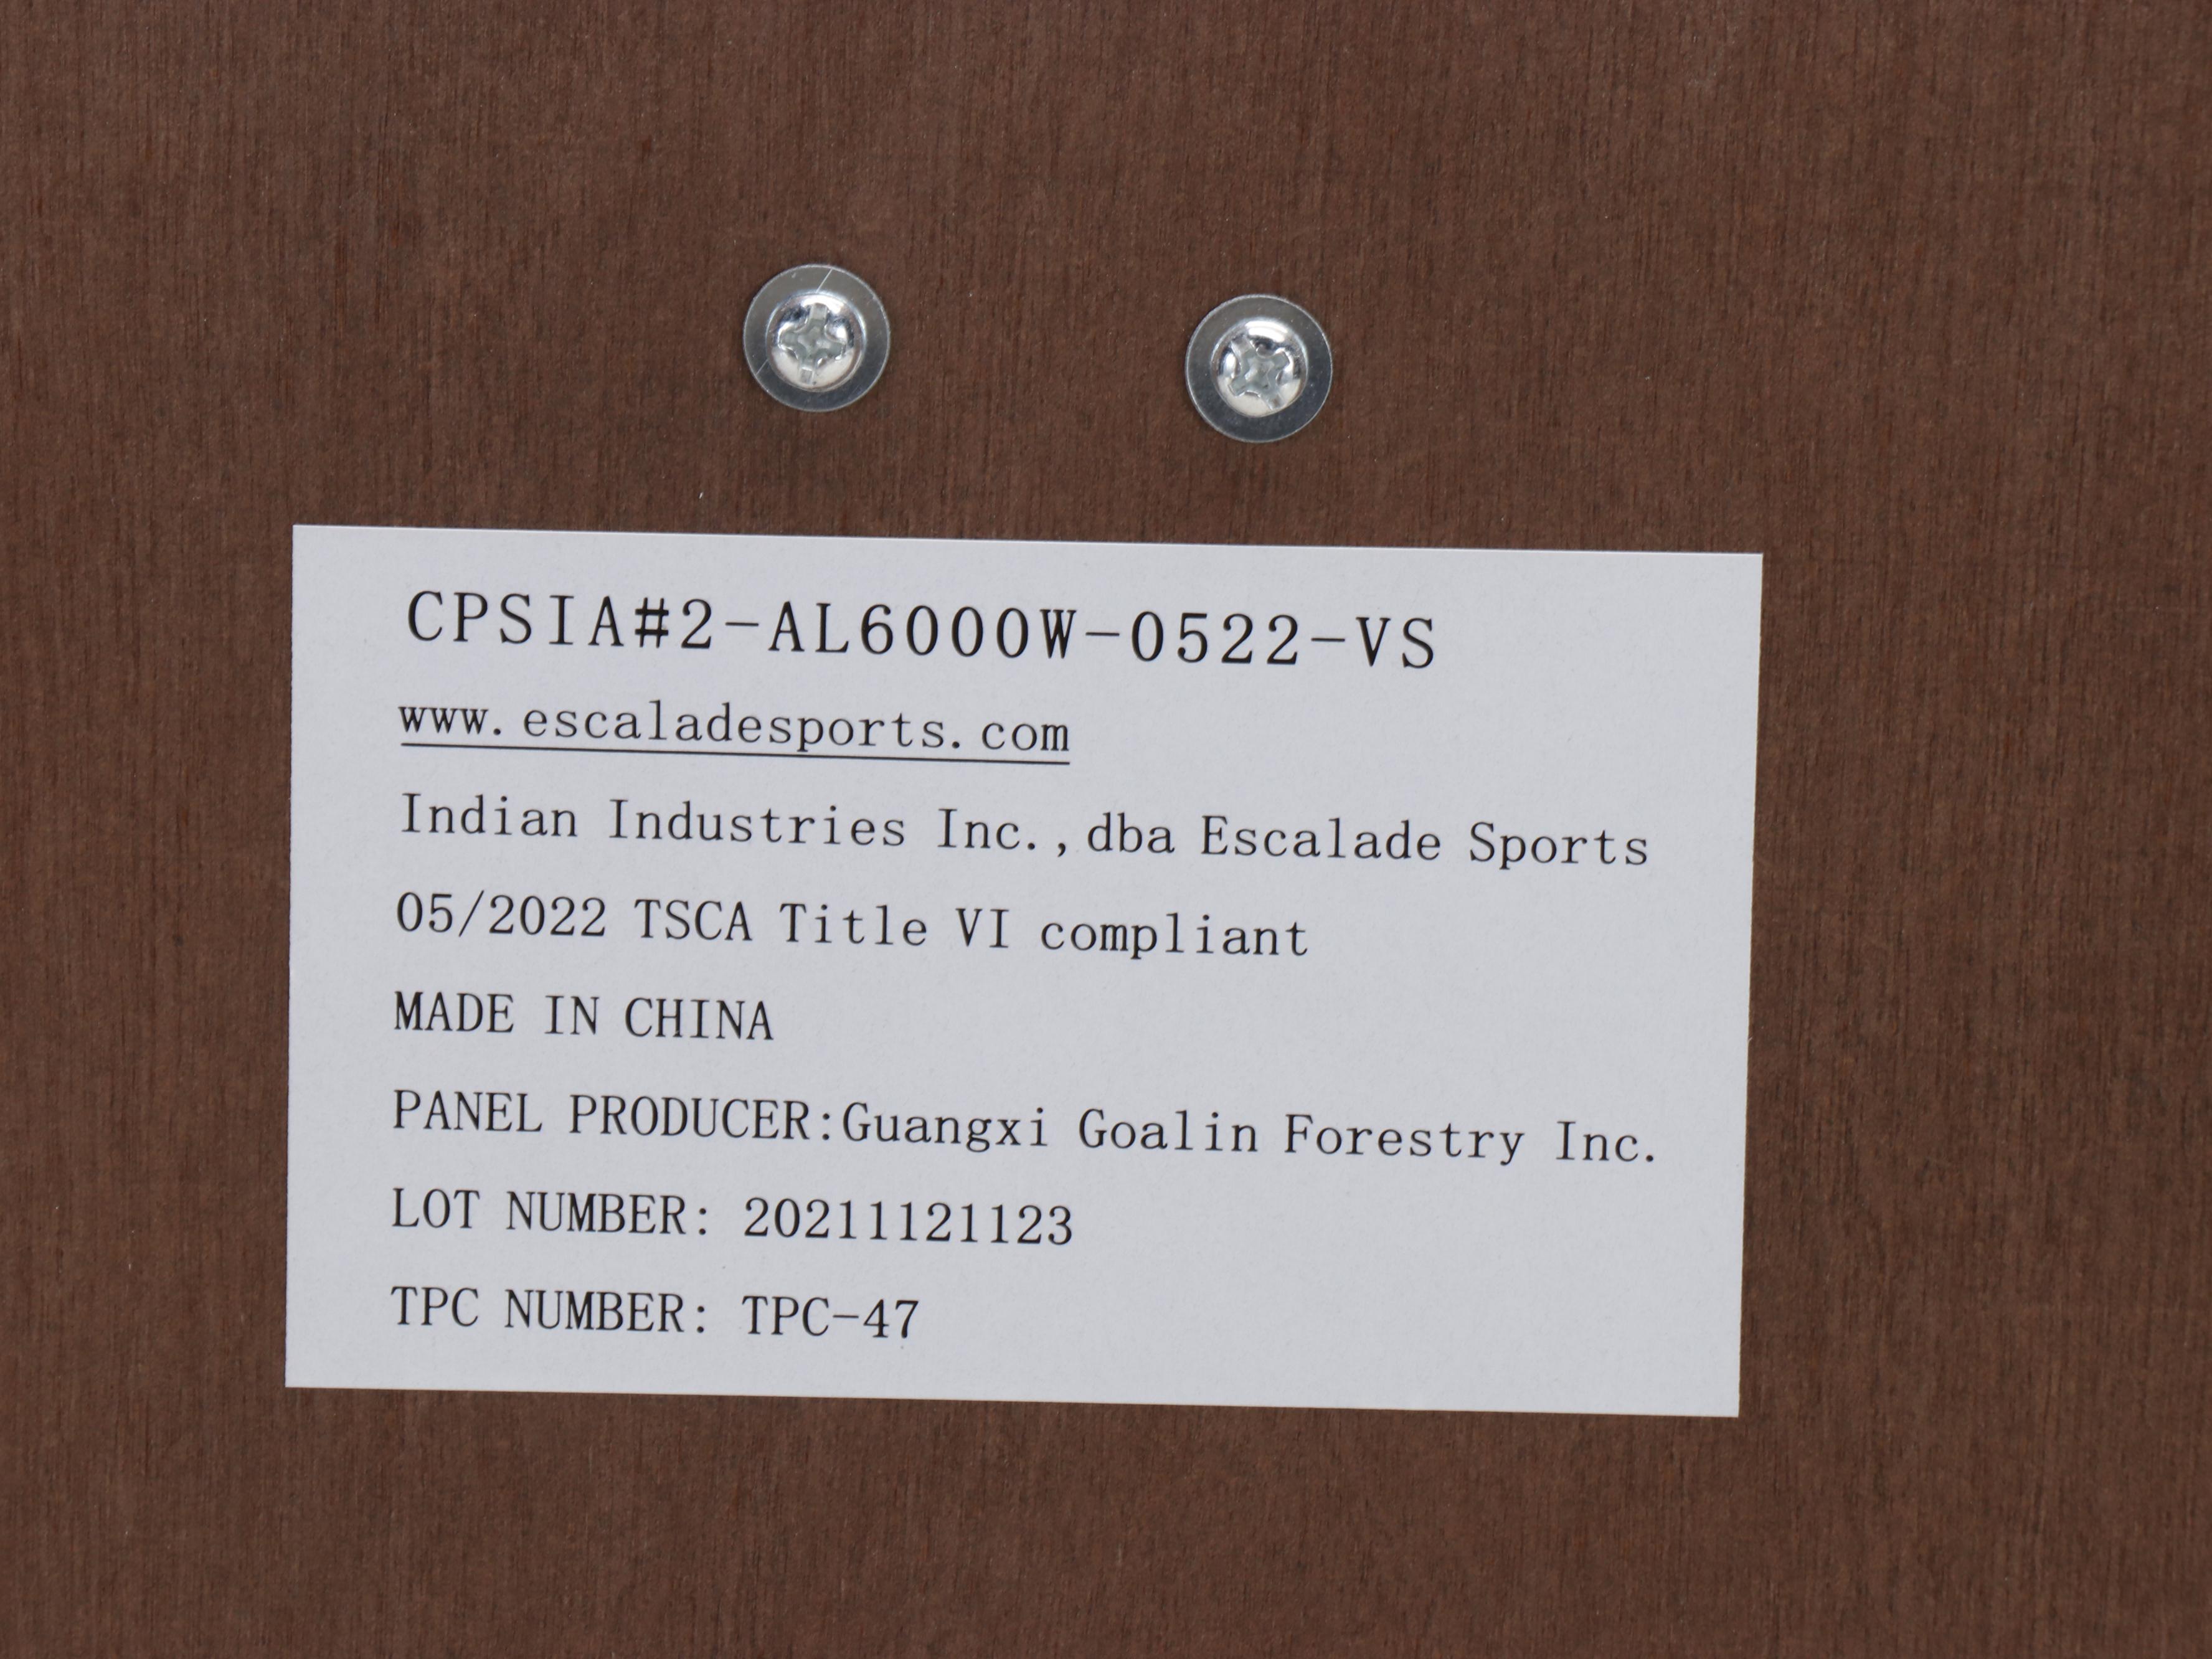 CPSIA#2-AL6000W-0522-VS
www.escaladesports.com
Indian Industries Inc.,dba Escalade Sports
05/2022 TSCA Title VI compliant
MADE IN CHINA
PANEL PRODUCER:Guangxi Goalin Forestry Inc.
LOT NUMBER: 20211121123
TPC NUMBER: TPC-47